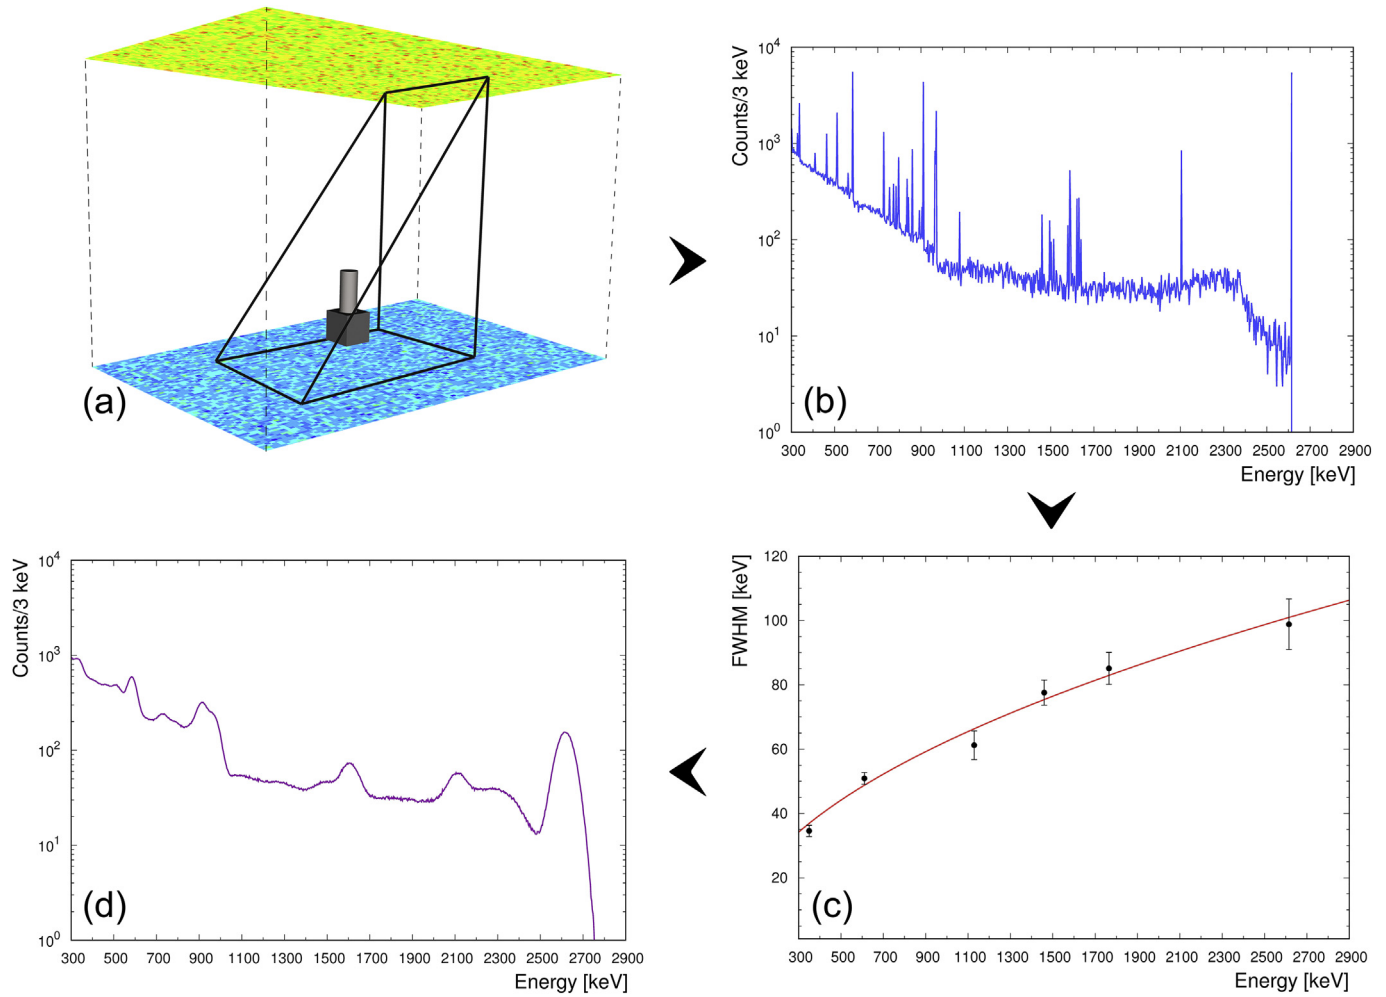 (a)
Counts/3 keV
10^4
10^3
10^2
10^1
10^0
300 700 1100 1500 1900 2300 2700
500 900 1300 1700 2100 2500 2900
Energy [keV]
(b)
Counts/3 keV
10^4
10^3
10^2
10^1
10^0
300 500 700 900 1100 1300 1500 1700 1900 2100 2300 2500 2700 2900
Energy [keV]
(d)
FWHM [keV]
120
100
80
60
40
20
300 500 700 900 1100 1300 1500 1700 1900 2100 2300 2500 2700 2900
Energy [keV]
(c)